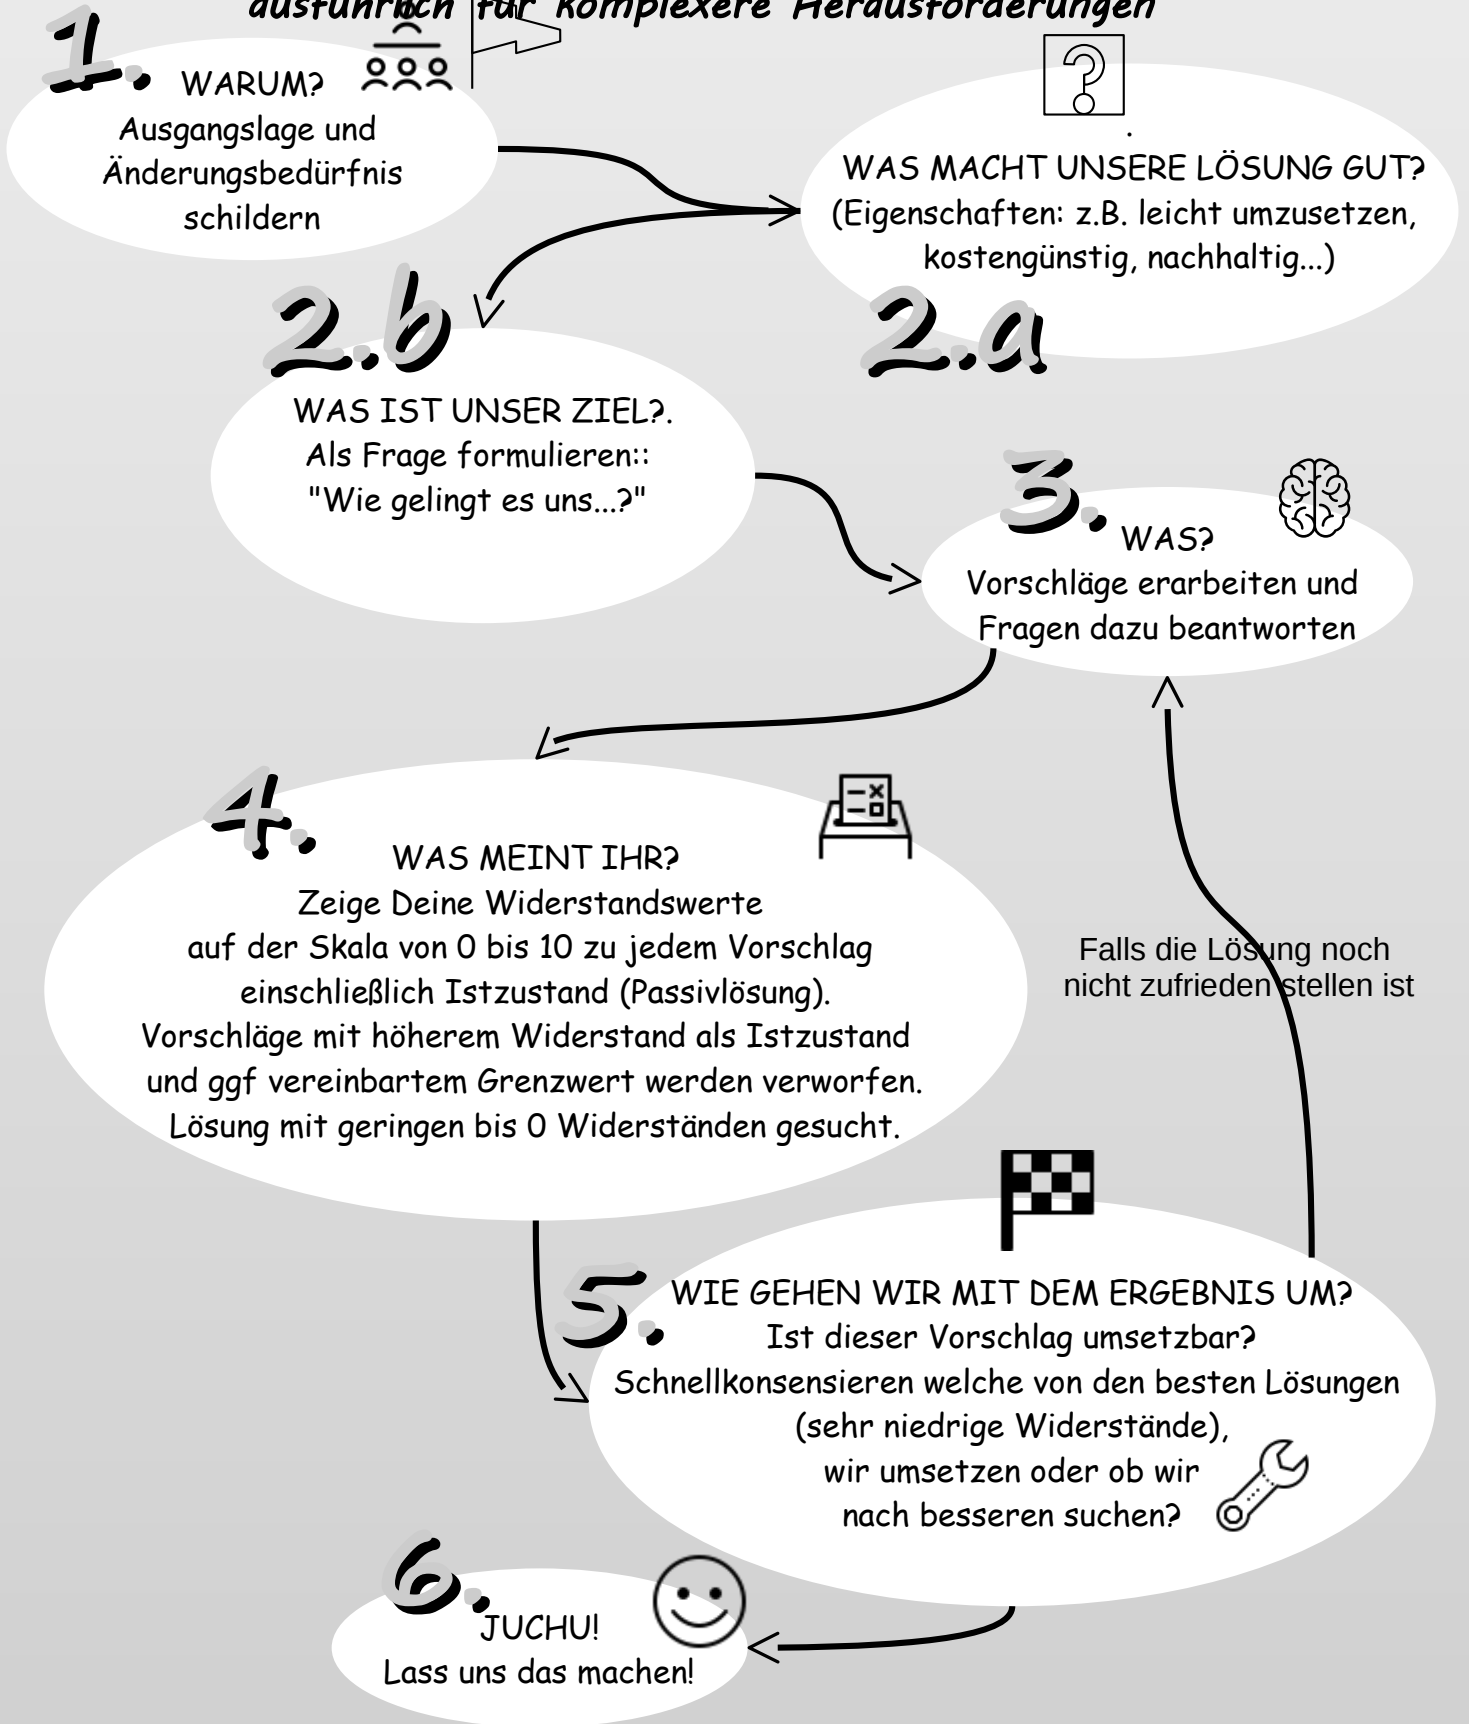 ausführlich für komplexere Herausforderungen
1.
WARUM?
Ausgangslage und
Änderungsbedürfnis
schildern
.
WAS MACHT UNSERE LÖSUNG GUT?
(Eigenschaften: z.B. leicht umzusetzen,
kostengünstig, nachhaltig...)
2.a
2.b
WAS IST UNSER ZIEL?.
Als Frage formulieren::
"Wie gelingt es uns...?"
3.
WAS?
Vorschläge erarbeiten und
Fragen dazu beantworten
4.
WAS MEINT IHR?
Zeige Deine Widerstandswerte
auf der Skala von 0 bis 10 zu jedem Vorschlag
einschließlich Istzustand (Passivlösung).
Vorschläge mit höherem Widerstand als Istzustand
und ggf vereinbartem Grenzwert werden verworfen.
Lösung mit geringen bis 0 Widerständen gesucht.
Falls die Lösung noch
nicht zufrieden stellen ist
5.
WIE GEHEN WIR MIT DEM ERGEBNIS UM?
Ist dieser Vorschlag umsetzbar?
Schnellkonsensieren welche von den besten Lösungen
(sehr niedrige Widerstände),
wir umsetzen oder ob wir
nach besseren suchen?
6.
JUCHU!
Lass uns das machen!